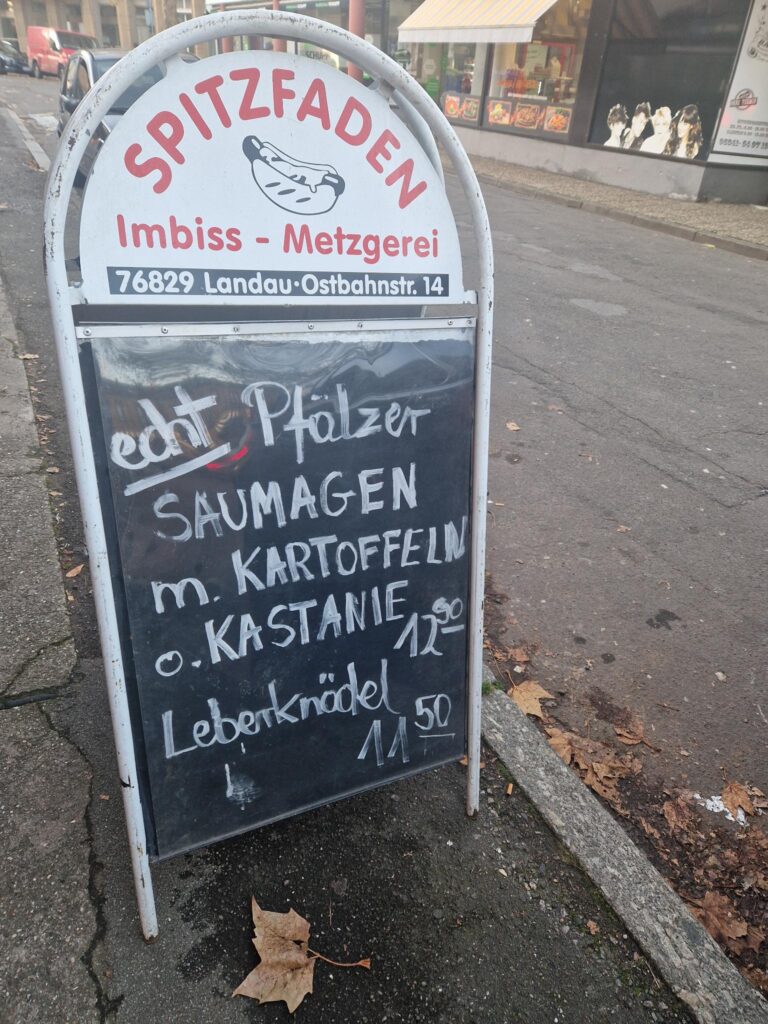 SPITZFADEN
Imbiss - Metzgerei
76829 Landau·Ostbahnstr. 14
echt Pfälzer
SAUMAGEN
m. KARTOFFELN
o. KASTANIE 12 90
Leberknödel 11 50